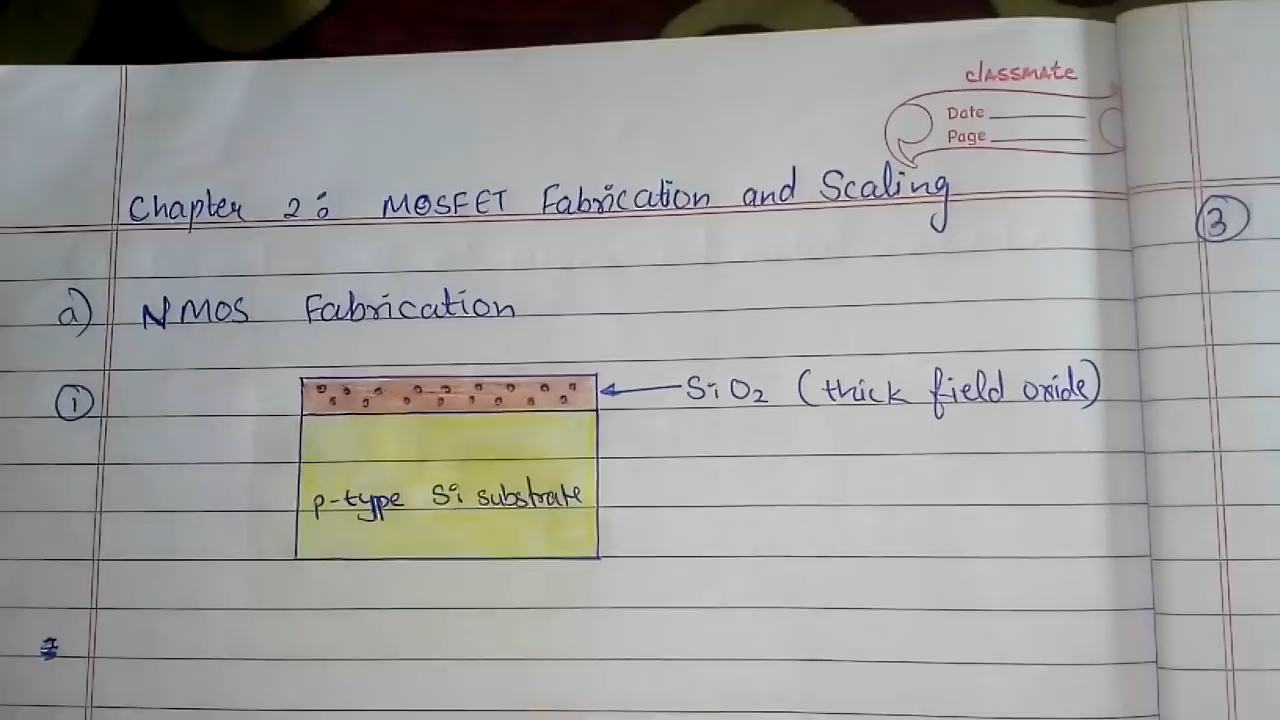 classmate
Date
Page
Chapter 2: MOSFET Fabrication and Scaling
3
a) NMOS Fabrication
1 SiO2 (thick field oxide)
p-type Si substrate